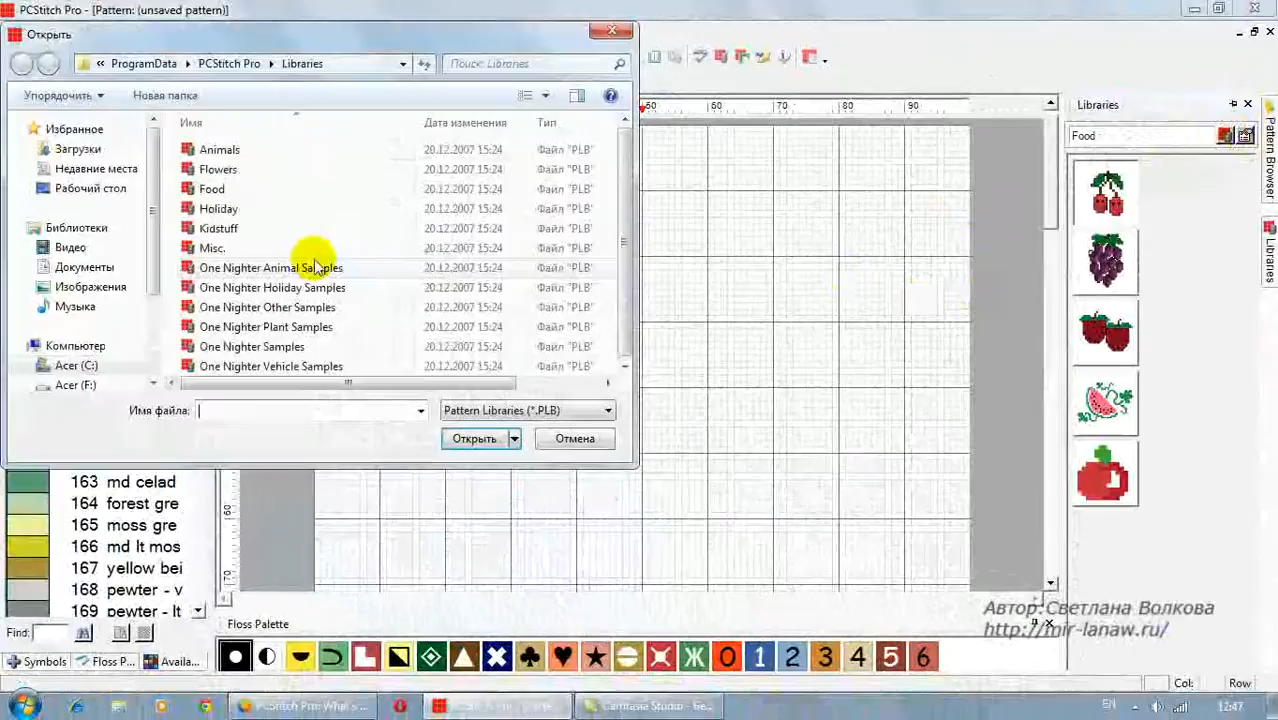 PCStitch Pro - [Pattern: (unsaved pattern)]
Открыть
ProgramData PCStitch Pro Libraries
Поиск: Libraries
Упорядочить Новая папка
Имя Дата изменения Тип
Избранное
Загрузки
Недавние места
Рабочий стол
Библиотеки
Видео
Документы
Изображения
Музыка
Компьютер
Acer (C:)
Acer (F:)
Animals 20.12.2007 15:24 Файл "PLB"
Flowers 20.12.2007 15:24 Файл "PLB"
Food 20.12.2007 15:24 Файл "PLB"
Holiday 20.12.2007 15:24 Файл "PLB"
Kidstuff 20.12.2007 15:24 Файл "PLB"
Misc. 20.12.2007 15:24 Файл "PLB"
One Nighter Animal Samples 20.12.2007 15:24 Файл "PLB"
One Nighter Holiday Samples 20.12.2007 15:24 Файл "PLB"
One Nighter Other Samples 20.12.2007 15:24 Файл "PLB"
One Nighter Plant Samples 20.12.2007 15:24 Файл "PLB"
One Nighter Samples 20.12.2007 15:24 Файл "PLB"
One Nighter Vehicle Samples 20.12.2007 15:24 Файл "PLB"
Имя файла: Pattern Libraries (*.PLB)
Открыть Отмена
50 60 70 80 90
Libraries
Food
Pattern Browser
Libraries
163 md celad
164 forest gre
165 moss gre
166 md lt mos
167 yellow bei
168 pewter - v
169 pewter - lt
60
70
Find:
Symbols Floss P... Availa...
Floss Palette
Ж 0 1 2 3 4 5 6
Автор:Светлана Волкова
http://mir-lanaw.ru/
Col: Row
PCStitch Pro: What's ...
Camtasia Studio - Ge...
EN 12:47